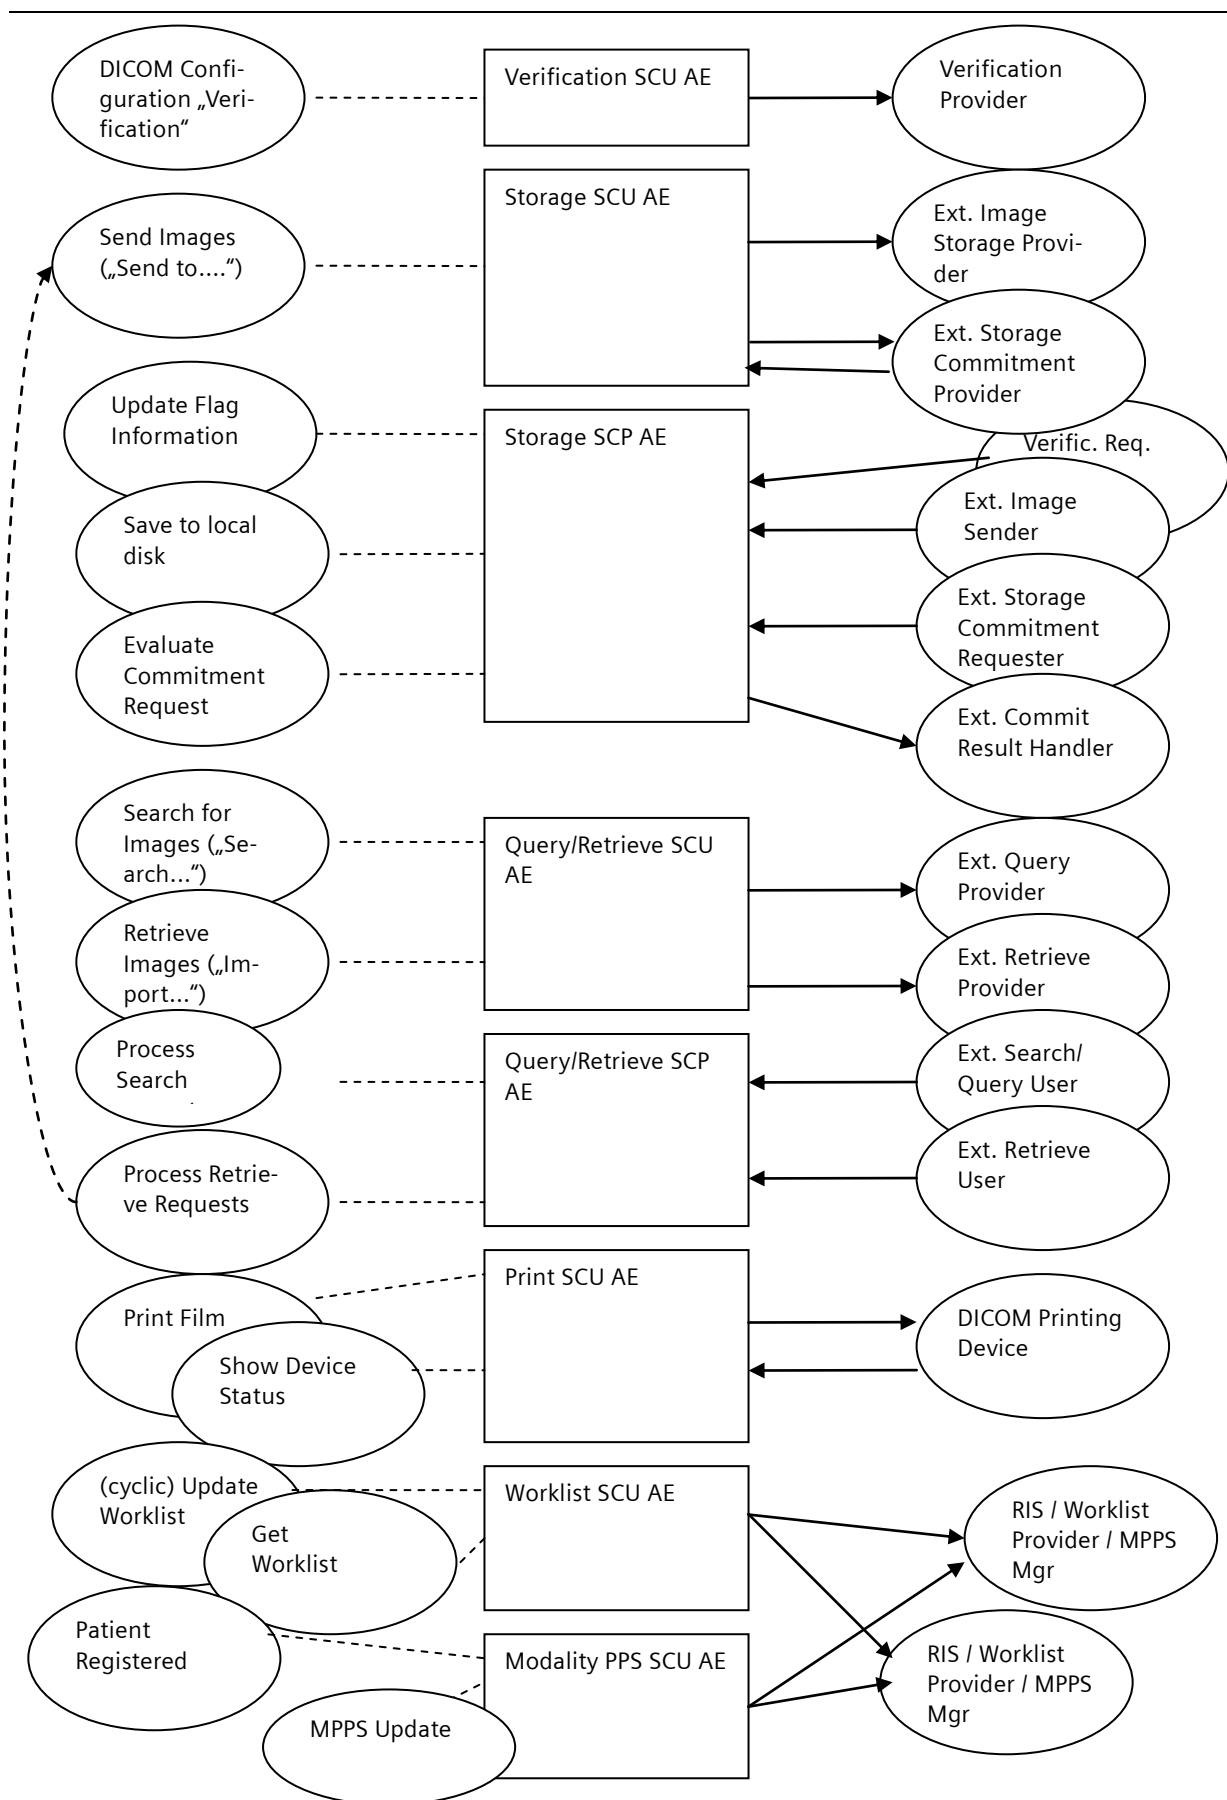 DICOM Confi-
guration „Veri-
fication“
Verification SCU AE
Verification
Provider
Send Images
(„Send to....“)
Storage SCU AE
Ext. Image
Storage Provi-
der
Ext. Storage
Commitment
Provider
Update Flag
Information
Storage SCP AE
Verific. Req.
Save to local
disk
Ext. Image
Sender
Evaluate
Commitment
Request
Ext. Storage
Commitment
Requester
Ext. Commit
Result Handler
Search for
Images („Se-
arch...“)
Query/Retrieve SCU
AE
Ext. Query
Provider
Retrieve
Images („Im-
port...“)
Ext. Retrieve
Provider
Process
Search
Query/Retrieve SCP
AE
Ext. Search/
Query User
Process Retrie-
ve Requests
Ext. Retrieve
User
Print Film
Print SCU AE
DICOM Printing
Device
Show Device
Status
(cyclic) Update
Worklist
Worklist SCU AE
RIS / Worklist
Provider / MPPS
Mgr
Get
Worklist
Patient
Registered
Modality PPS SCU AE
RIS / Worklist
Provider / MPPS
Mgr
MPPS Update